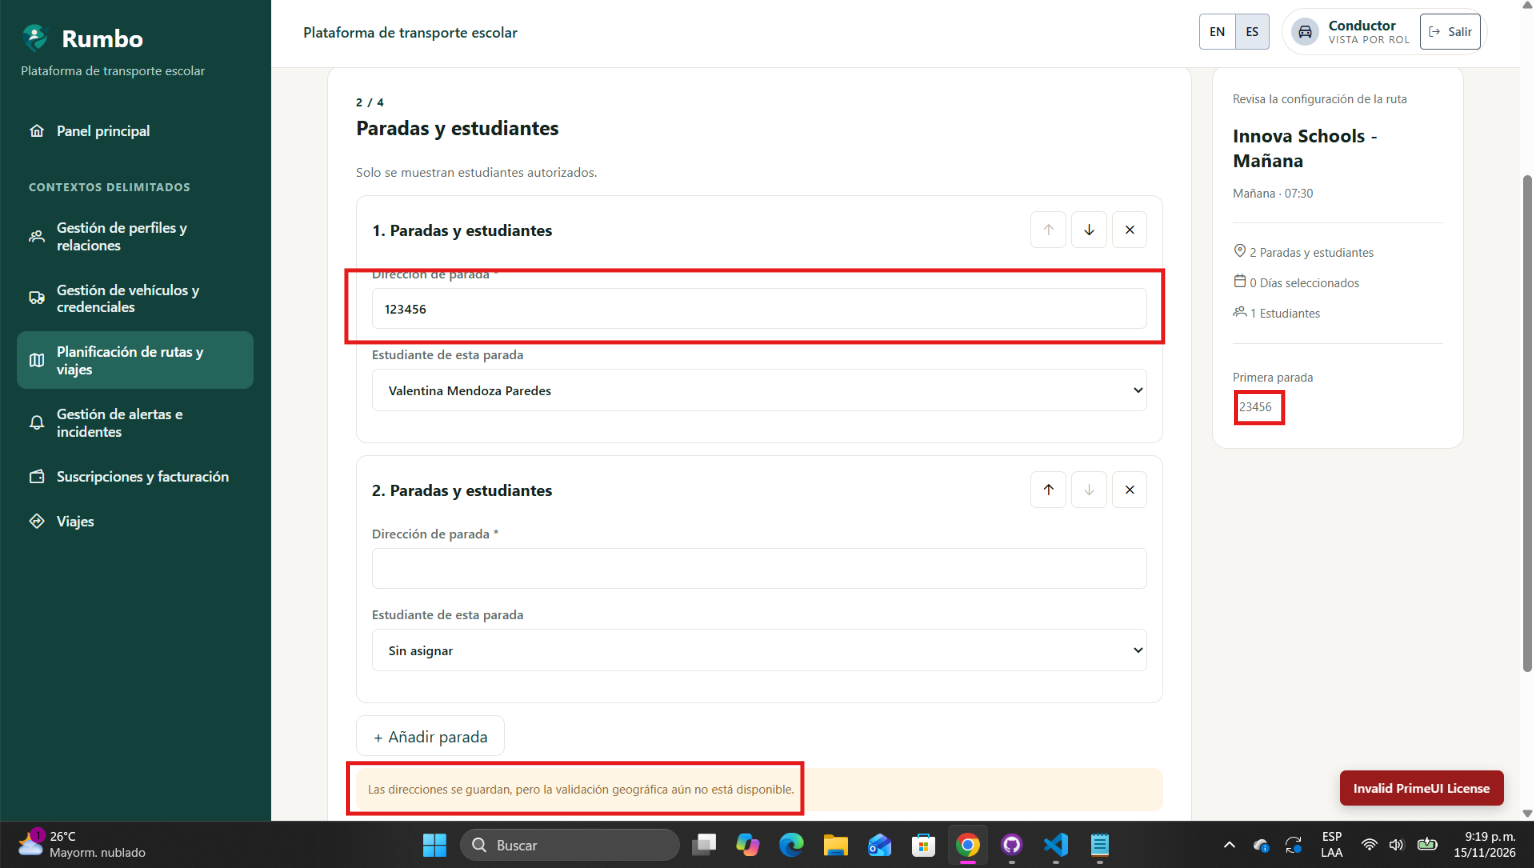 Rumbo
Plataforma de transporte escolar
Panel principal
CONTEXTOS DELIMITADOS
Gestión de perfiles y
relaciones
Gestión de vehículos y
credenciales
Planificación de rutas y
viajes
Gestión de alertas e
incidentes
Suscripciones y facturación
Viajes
Plataforma de transporte escolar
EN
ES
Conductor
VISTA POR ROL
Salir
2 / 4
Paradas y estudiantes
Solo se muestran estudiantes autorizados.
1. Paradas y estudiantes
Dirección de parada *
123456
Estudiante de esta parada
Valentina Mendoza Paredes
2. Paradas y estudiantes
Dirección de parada *
Estudiante de esta parada
Sin asignar
+ Añadir parada
Las direcciones se guardan, pero la validación geográfica aún no está disponible.
Revisa la configuración de la ruta
Innova Schools -
Mañana
Mañana · 07:30
2 Paradas y estudiantes
0 Días seleccionados
1 Estudiantes
Primera parada
23456
Invalid PrimeUI License
1
26°C
Mayorm. nublado
Buscar
ESP
LAA
9:19 p.m.
15/11/2026